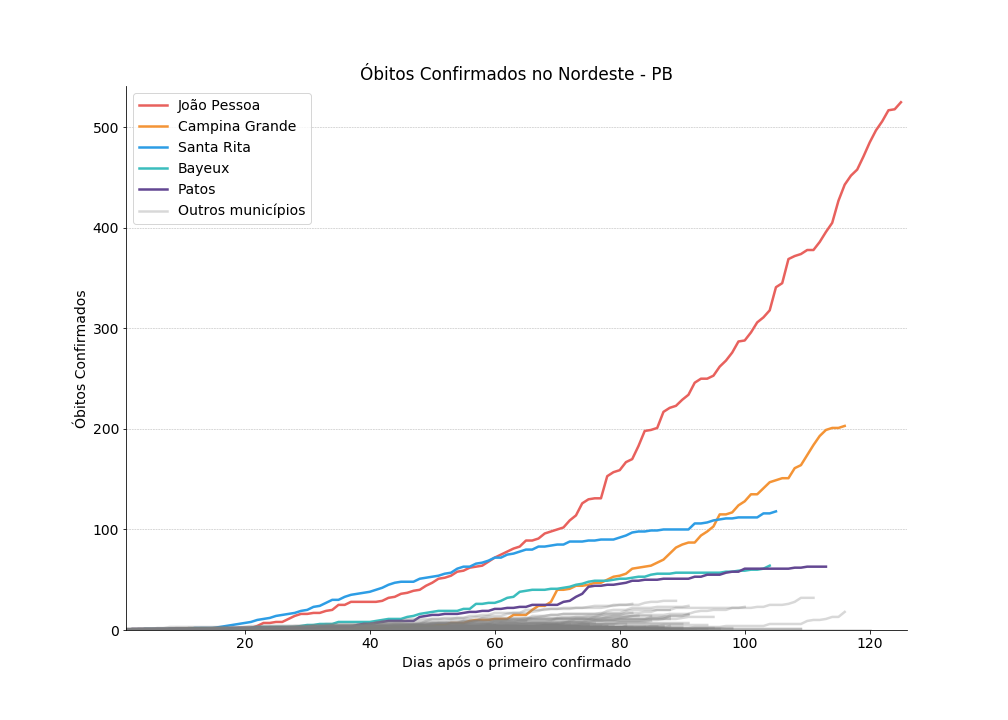 Óbitos Confirmados no Nordeste - PB
João Pessoa
Campina Grande
Santa Rita
Bayeux
Patos
Outros municípios
Óbitos Confirmados
500
400
300
200
100
0
20 40 60 80 100 120
Dias após o primeiro confirmado